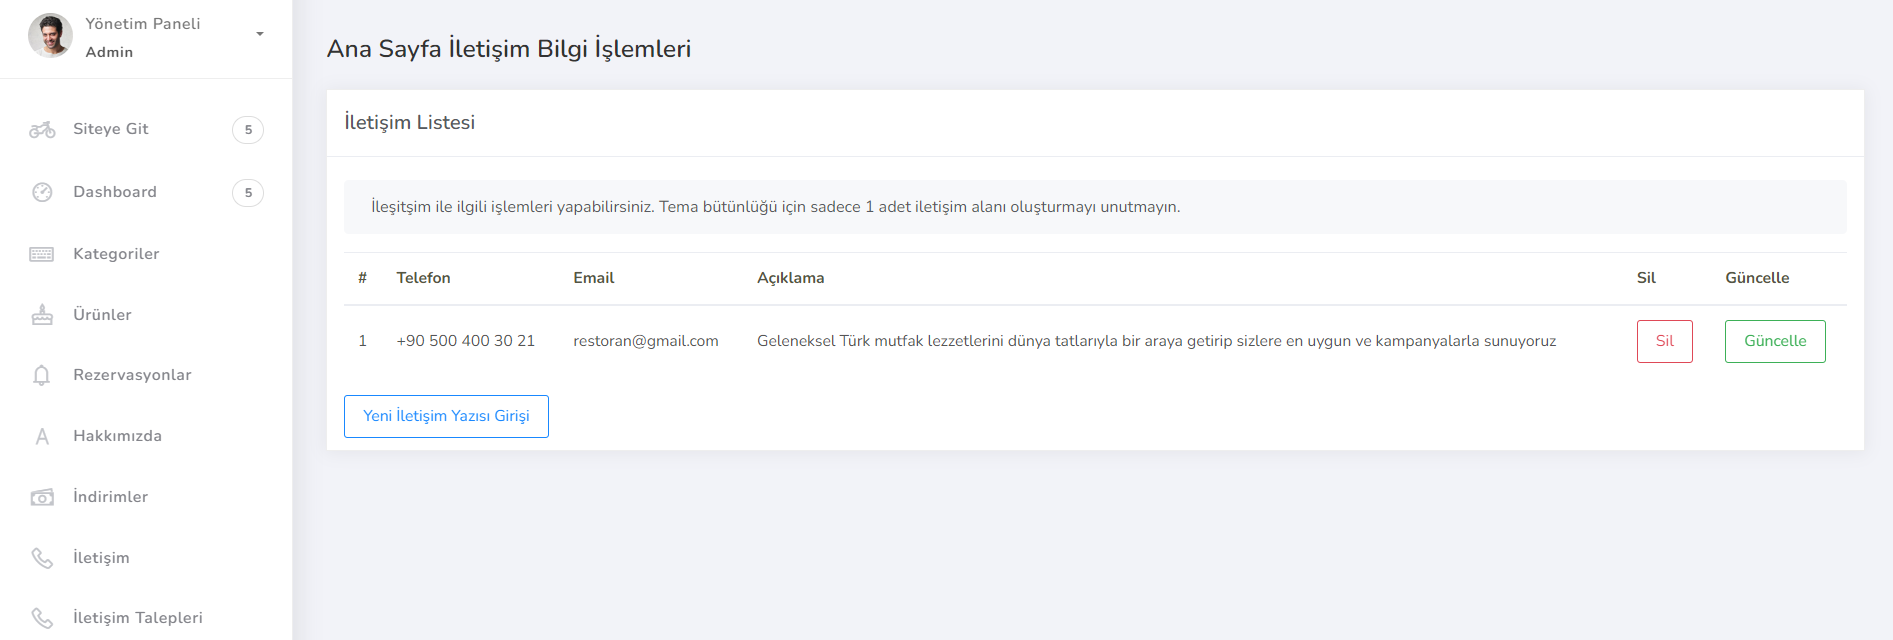 Yönetim Paneli
Admin
Siteye Git 5
Dashboard 5
Kategoriler
Ürünler
Rezervasyonlar
Hakkımızda
İndirimler
İletişim
İletişim Talepleri
Ana Sayfa İletişim Bilgi İşlemleri
İletişim Listesi
İleşitşim ile ilgili işlemleri yapabilirsiniz. Tema bütünlüğü için sadece 1 adet iletişim alanı oluşturmayı unutmayın.
# Telefon Email Açıklama Sil Güncelle
1 +90 500 400 30 21 restoran@gmail.com Geleneksel Türk mutfak lezzetlerini dünya tatlarıyla bir araya getirip sizlere en uygun ve kampanyalarla sunuyoruz Sil Güncelle
Yeni İletişim Yazısı Girişi